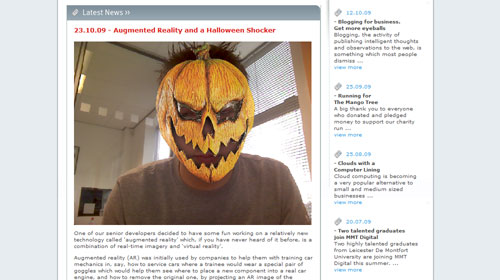 Latest News >>
23.10.09 - Augmented Reality and a Halloween Shocker
One of our senior developers decided to have some fun working on a relatively new
technology called 'augmented reality' which, if you have never heard of it before, is a
combination of real-time imagery and 'virtual reality'.
Augmented reality (AR) was initially used by companies to help with training car
mechanics in, say, how to service cars where a trainee would wear a special pair of
goggles which would help them see where to place a new component into a real car
engine, and how to remove the original one, by projecting an AR image of the
12.10.09
- Blogging for business.
Get more eyeballs
Blogging, the activity of
publishing intelligent thoughts
and observations to the web, is
something which most people
dismiss ...
view more
25.09.09
- Running for
The Mango Tree
A big thank you to everyone
who donated and pledged
money to support our charity
run ...
view more
25.08.09
- Clouds with a
Computer Lining
Cloud computing is becoming
a very popular alternative to
small and medium sized
businesses ...
view more
20.07.09
- Two talented graduates
join MMT Digital
Two highly talented graduates
from Leicester De Montfort
University are joining MMT
Digital this summer. ...
view more